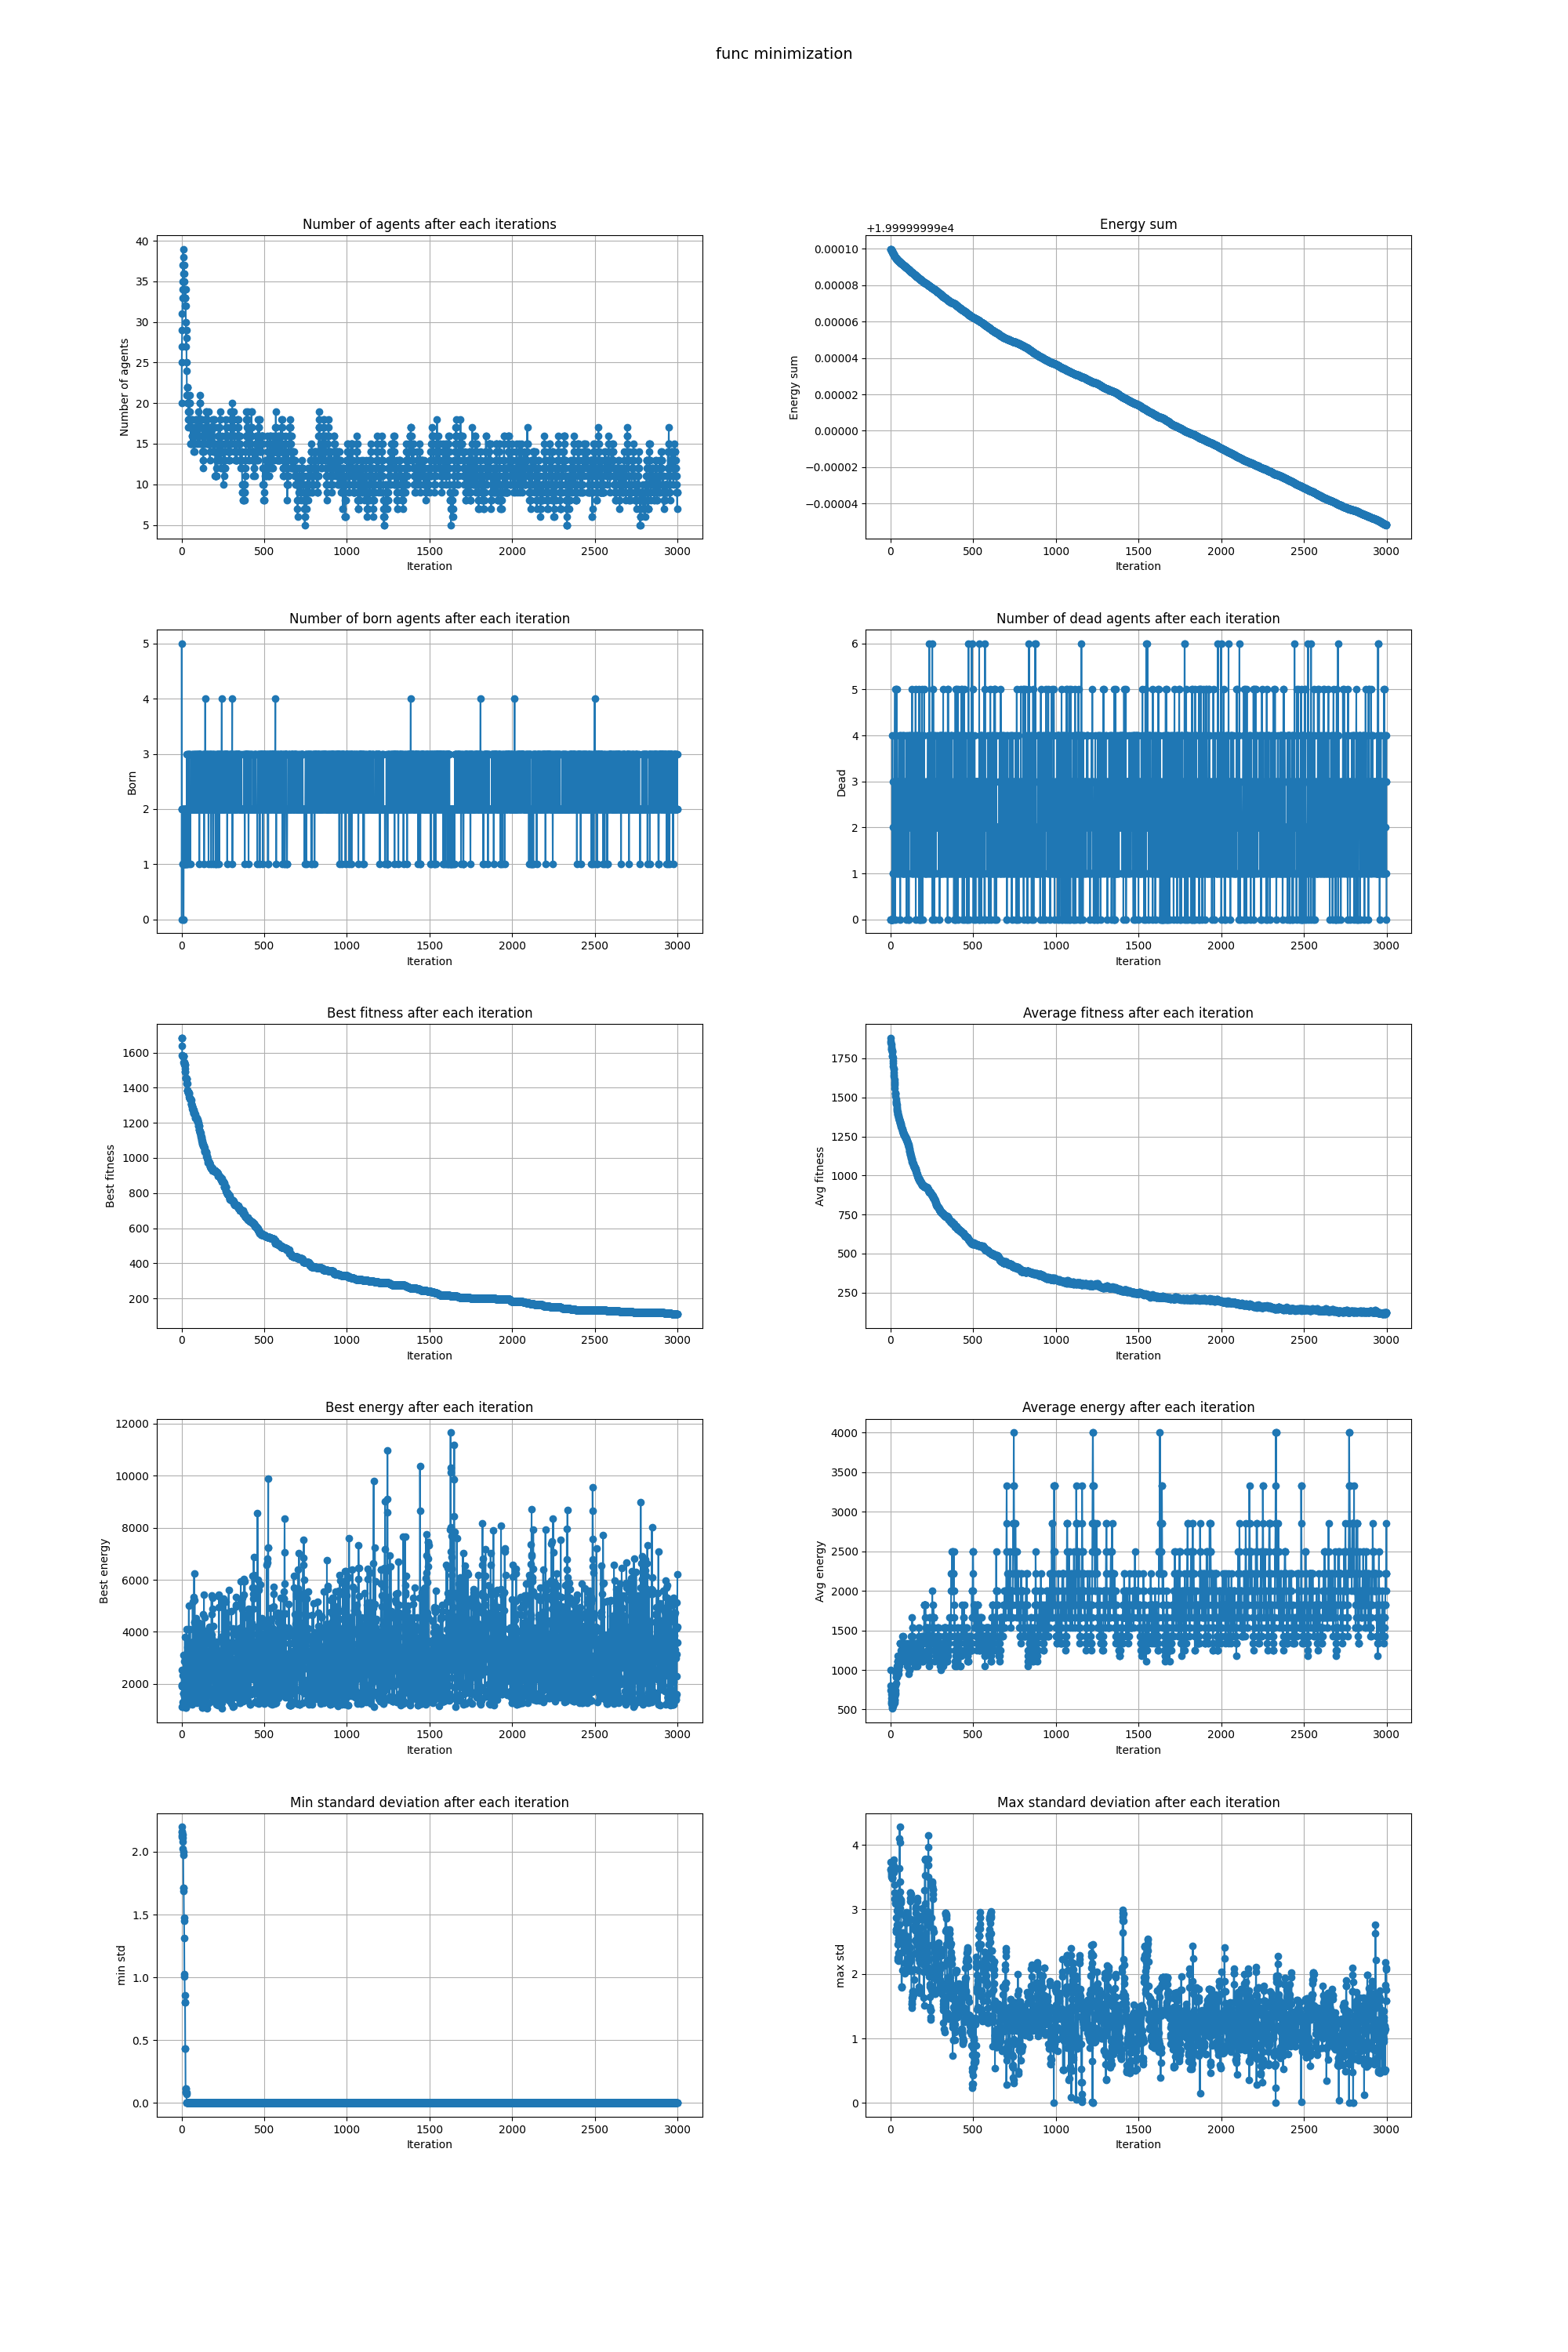 func minimization
Number of agents after each iterations
Number of agents
40
35
30
25
20
15
10
5
0 500 1000 1500 2000 2500 3000
Iteration
Energy sum
+1.99999999e4
Energy sum
0.00010
0.00008
0.00006
0.00004
0.00002
0.00000
−0.00002
−0.00004
0 500 1000 1500 2000 2500 3000
Iteration
Number of born agents after each iteration
Born
5
4
3
2
1
0
0 500 1000 1500 2000 2500 3000
Iteration
Number of dead agents after each iteration
Dead
6
5
4
3
2
1
0
0 500 1000 1500 2000 2500 3000
Iteration
Best fitness after each iteration
Best fitness
1600
1400
1200
1000
800
600
400
200
0 500 1000 1500 2000 2500 3000
Iteration
Average fitness after each iteration
Avg fitness
1750
1500
1250
1000
750
500
250
0 500 1000 1500 2000 2500 3000
Iteration
Best energy after each iteration
Best energy
12000
10000
8000
6000
4000
2000
0 500 1000 1500 2000 2500 3000
Iteration
Average energy after each iteration
Avg energy
4000
3500
3000
2500
2000
1500
1000
500
0 500 1000 1500 2000 2500 3000
Iteration
Min standard deviation after each iteration
min std
2.0
1.5
1.0
0.5
0.0
0 500 1000 1500 2000 2500 3000
Iteration
Max standard deviation after each iteration
max std
4
3
2
1
0
0 500 1000 1500 2000 2500 3000
Iteration